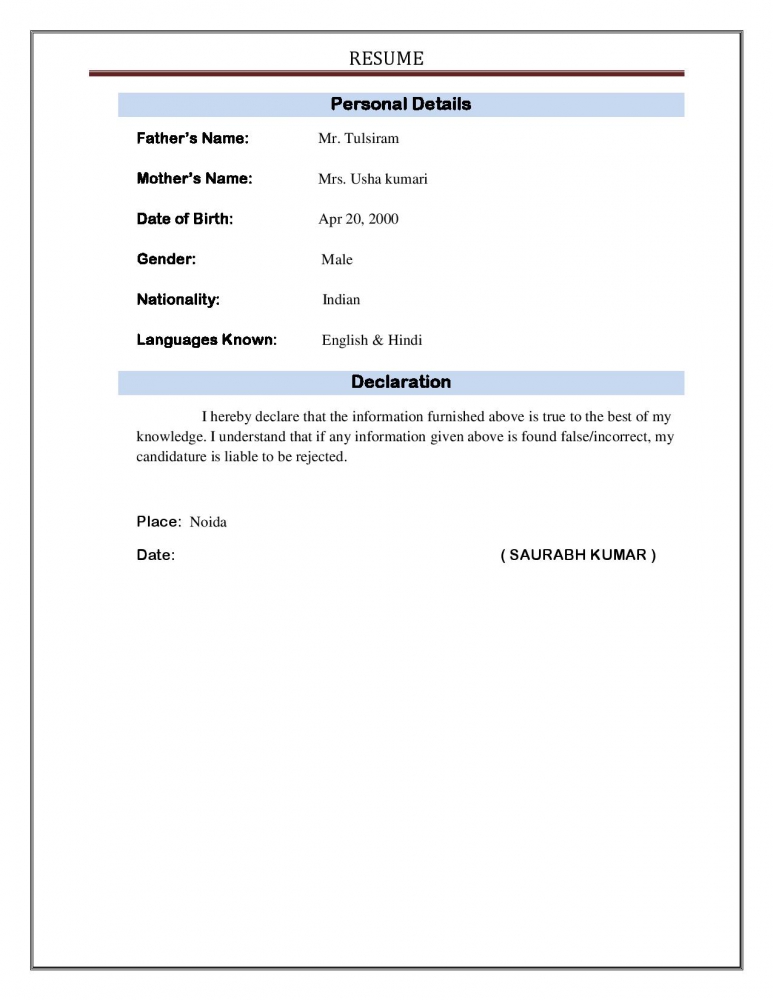 RESUME
Personal Details
Father's Name: Mr. Tulsiram
Mother's Name: Mrs. Usha kumari
Date of Birth: Apr 20, 2000
Gender: Male
Nationality: Indian
Languages Known: English & Hindi
Declaration
I hereby declare that the information furnished above is true to the best of my
knowledge. I understand that if any information given above is found false/incorrect, my
candidature is liable to be rejected.
Place: Noida
Date: ( SAURABH KUMAR )